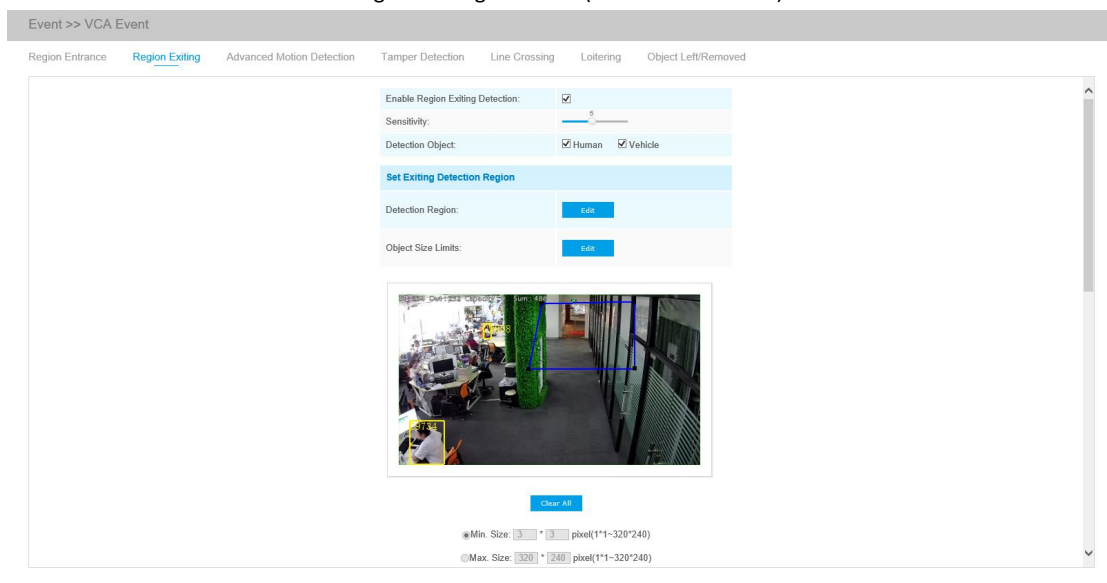 Event >> VCA Event
Region Entrance Region Exiting Advanced Motion Detection Tamper Detection Line Crossing Loitering Object Left/Removed
Enable Region Exiting Detection:
Sensitivity: 5
Detection Object: Human Vehicle
Set Exiting Detection Region
Detection Region: Edit
Object Size Limits: Edit
Sum: 486
Clear All
Min. Size: 3 * 3 pixel(1*1~320*240)
Max. Size: 320 * 240 pixel(1*1~320*240)